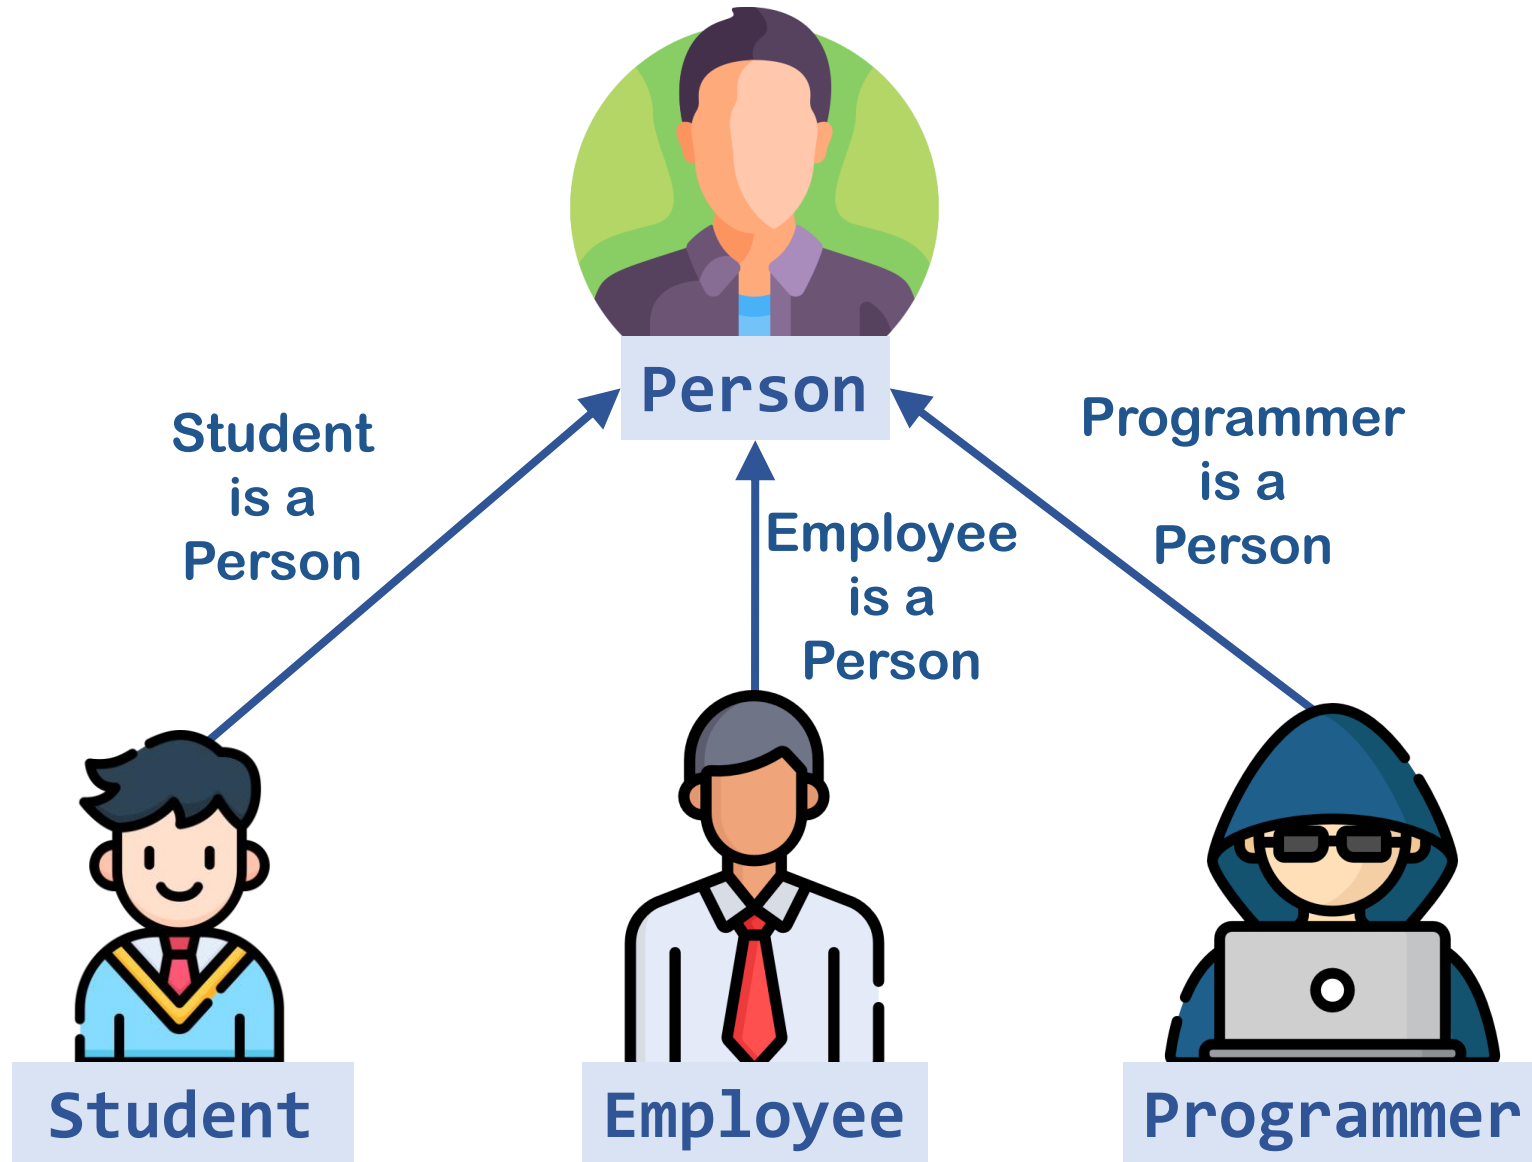 Person
Student
is a
Person
Employee
is a
Person
Programmer
is a
Person
Student
Employee
Programmer